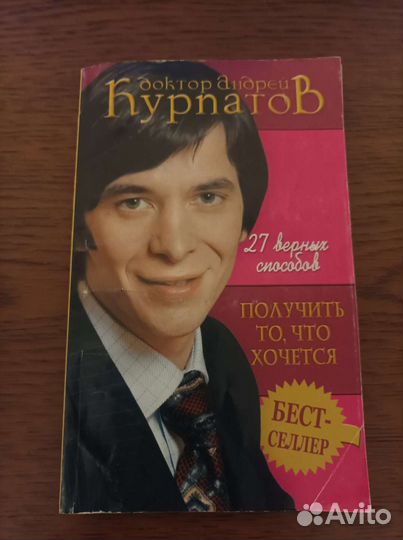 доктор Андрей
Курпатов
27 верных
способов
ПОЛУЧИТЬ
ТО, ЧТО
ХОЧЕТСЯ
БЕСТ-
СЕЛЛЕР
Avito